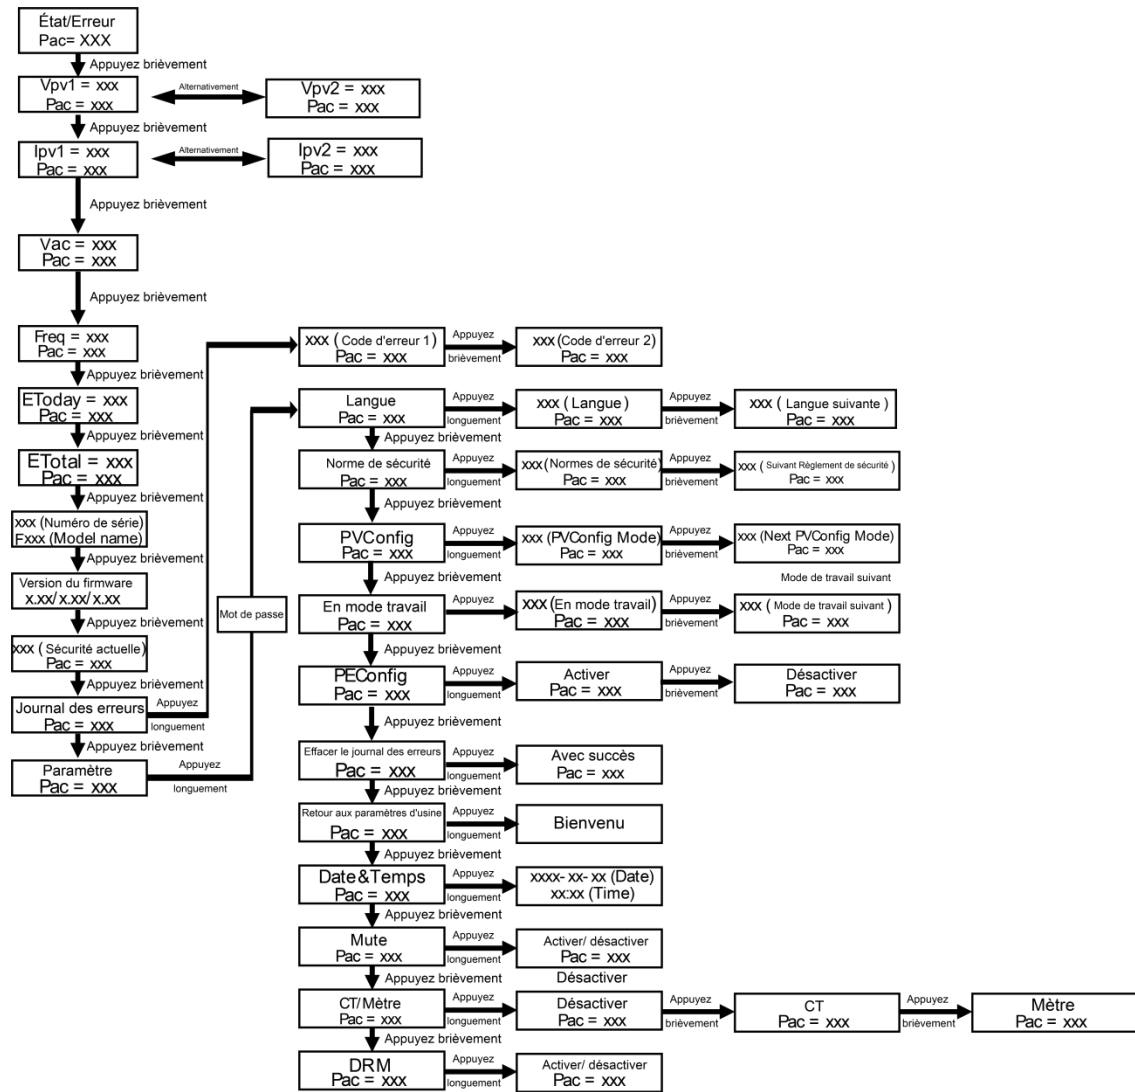 État/Erreur
Pac= XXX
Appuyez brièvement
Vpv1 = xxx
Pac = xxx
Alternativement
Vpv2 = xxx
Pac = xxx
Appuyez brièvement
Ipv1 = xxx
Pac = xxx
Alternativement
Ipv2 = xxx
Pac = xxx
Appuyez brièvement
Vac = xxx
Pac = xxx
Appuyez brièvement
Freq = xxx
Pac = xxx
Appuyez brièvement
EToday = xxx
Pac = xxx
Appuyez brièvement
ETotal = xxx
Pac = xxx
Appuyez brièvement
xxx (Numéro de série)
Fxxx (Model name)
Appuyez brièvement
Version du firmware
x.xx/x.xx/x.xx
Appuyez brièvement
xxx (Sécurité actuelle)
Pac = xxx
Appuyez brièvement
Journal des erreurs
Pac = xxx
Appuyez
longuement
Appuyez brièvement
Paramètre
Pac = xxx
Appuyez
longuement
Mot de passe
xxx (Code d'erreur 1)
Pac = xxx
Appuyez
brièvement
xxx (Code d'erreur 2)
Pac = xxx
Langue
Pac = xxx
Appuyez
longuement
xxx (Langue)
Pac = xxx
Appuyez
brièvement
xxx (Langue suivante)
Pac = xxx
Appuyez brièvement
Norme de sécurité
Pac = xxx
Appuyez
longuement
xxx (Normes de sécurité)
Pac = xxx
Appuyez
brièvement
xxx (Suivant Règlement de sécurité)
Pac = xxx
Appuyez brièvement
PVConfig
Pac = xxx
Appuyez
longuement
xxx (PVConfig Mode)
Pac = xxx
Appuyez
brièvement
xxx (Next PVConfig Mode)
Pac = xxx
Appuyez brièvement
Mode de travail suivant
En mode travail
Pac = xxx
Appuyez
longuement
xxx (En mode travail)
Pac = xxx
Appuyez
brièvement
xxx (Mode de travail suivant)
Pac = xxx
Appuyez brièvement
PEConfig
Pac = xxx
Appuyez
longuement
Activer
Pac = xxx
Appuyez
brièvement
Désactiver
Pac = xxx
Appuyez brièvement
Effacer le journal des erreurs
Pac = xxx
Appuyez
longuement
Avec succès
Pac = xxx
Appuyez brièvement
Retour aux paramètres d'usine
Pac = xxx
Appuyez
longuement
Bienvenu
Appuyez brièvement
Date&Temps
Pac = xxx
Appuyez
longuement
xxxx- xx- xx (Date)
xx:xx (Time)
Appuyez brièvement
Mute
Pac = xxx
Appuyez
longuement
Activer/ désactiver
Pac = xxx
Appuyez brièvement
Désactiver
CT/Mètre
Pac = xxx
Appuyez
longuement
Désactiver
Pac = xxx
Appuyez
brièvement
CT
Pac = xxx
Appuyez
brièvement
Mètre
Pac = xxx
Appuyez brièvement
DRM
Pac = xxx
Appuyez
longuement
Activer/ désactiver
Pac = xxx